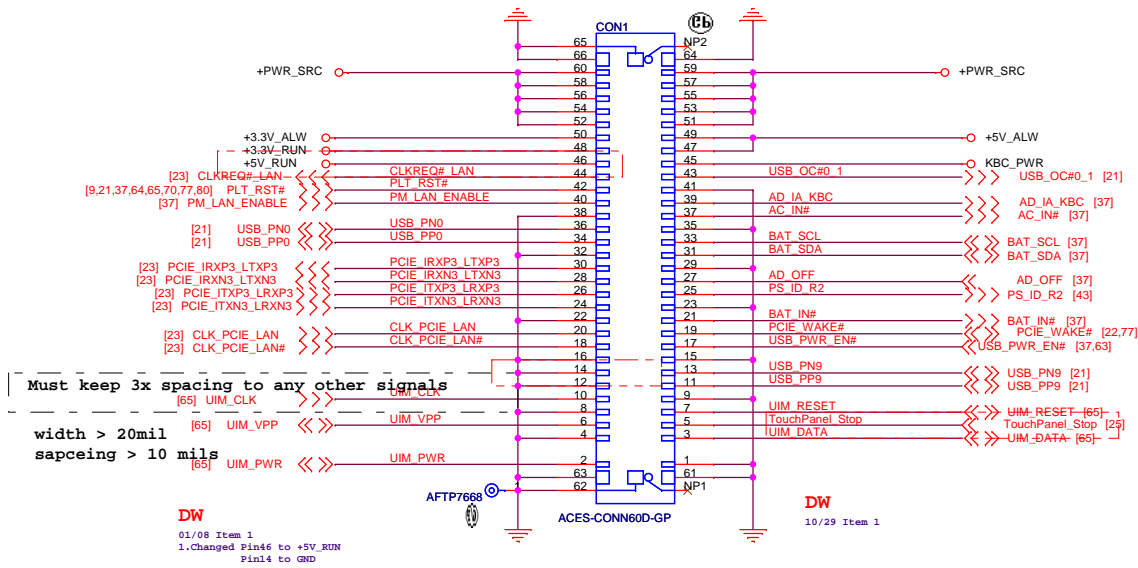 CON1
65 NP2
66 64
+PWR_SRC 60 59 +PWR_SRC
58 57
56 55
54 53
52 51
+3.3V_ALW 50 49 +5V_ALW
+3.3V_RUN 48 47
+5V_RUN 46 45 KBC_PWR
[23] CLKREQ#_LAN CLKREQ#_LAN 44 43 USB_OC#0_1 USB_OC#0_1 [21]
[9,21,37,64,65,70,77,80] PLT_RST# PLT_RST# 42 41
[37] PM_LAN_ENABLE PM_LAN_ENABLE 40 39 AD_IA_KBC AD_IA_KBC [37]
38 37 AC_IN# AC_IN# [37]
[21] USB_PN0 USB_PN0 36 35
[21] USB_PP0 USB_PP0 34 33 BAT_SCL BAT_SCL [37]
32 31 BAT_SDA BAT_SDA [37]
[23] PCIE_IRXP3_LTXP3 PCIE_IRXP3_LTXP3 30 29
[23] PCIE_IRXN3_LTXN3 PCIE_IRXN3_LTXN3 28 27 AD_OFF AD_OFF [37]
[23] PCIE_ITXP3_LRXP3 PCIE_ITXP3_LRXP3 26 25 PS_ID_R2 PS_ID_R2 [43]
[23] PCIE_ITXN3_LRXN3 PCIE_ITXN3_LRXN3 24 23
22 21 BAT_IN# BAT_IN# [37]
[23] CLK_PCIE_LAN CLK_PCIE_LAN 20 19 PCIE_WAKE# PCIE_WAKE# [22,77]
[23] CLK_PCIE_LAN# CLK_PCIE_LAN# 18 17 USB_PWR_EN# USB_PWR_EN# [37,63]
16 15
14 13 USB_PN9 USB_PN9 [21]
Must keep 3x spacing to any other signals
12 11 USB_PP9 USB_PP9 [21]
[65] UIM_CLK UIM_CLK 10 9
8 7 UIM_RESET UIM_RESET [65]
[65] UIM_VPP UIM_VPP 6 5 TouchPanel_Stop TouchPanel_Stop [25]
width > 20mil
4 3 UIM_DATA UIM_DATA [65]
sapceing > 10 mils
[65] UIM_PWR UIM_PWR 2 1
63 61
AFTP7668 1 62 NP1
ACES-CONN60D-GP
DW
01/08 Item 1
1.Changed Pin46 to +5V_RUN
Pin14 to GND
DW
10/29 Item 1